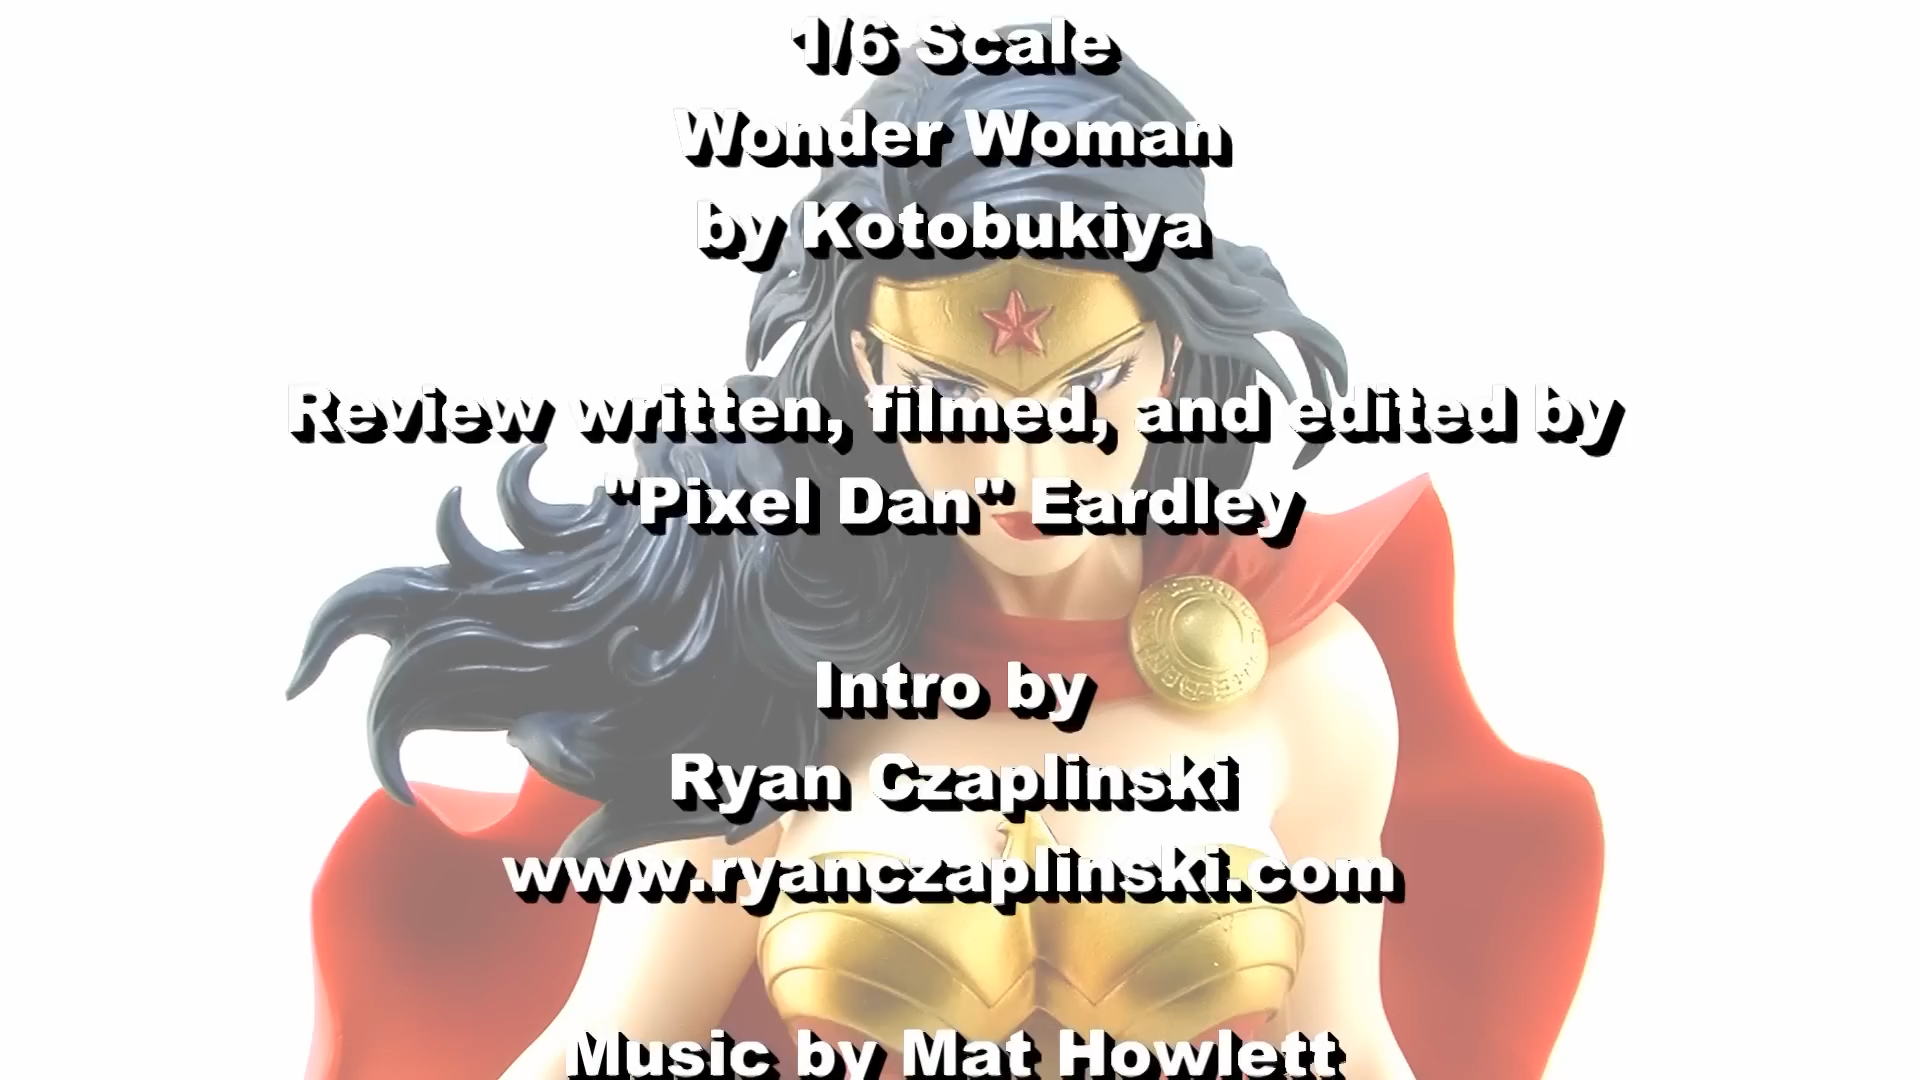 1/6 Scale
Wonder Woman
by Kotobukiya
Review written, filmed, and edited by
"Pixel Dan" Eardley
Intro by
Ryan Czaplinski
www.ryanczaplinski.com
Music by Mat Howlett